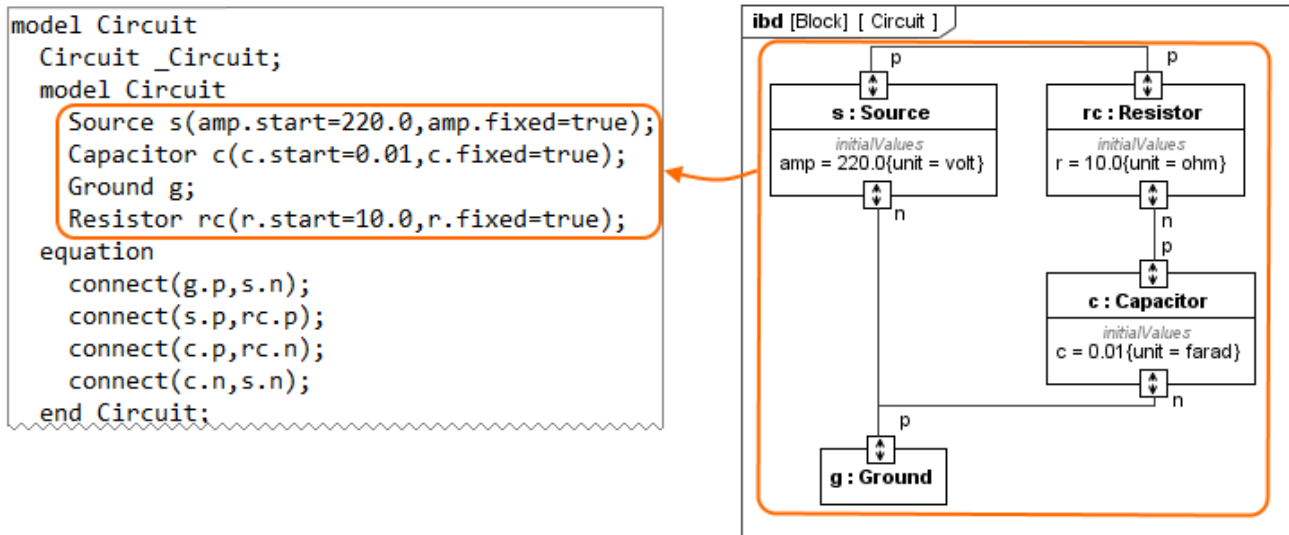 model Circuit
Circuit _Circuit;
model Circuit
Source s(amp.start=220.0,amp.fixed=true);
Capacitor c(c.start=0.01,c.fixed=true);
Ground g;
Resistor rc(r.start=10.0,r.fixed=true);
equation
connect(g.p,s.n);
connect(s.p,rc.p);
connect(c.p,rc.n);
connect(c.n,s.n);
end Circuit;
ibd [Block] [ Circuit ]
p
p
s : Source
initialValues
amp = 220.0{unit = volt}
n
rc : Resistor
initialValues
r = 10.0{unit = ohm}
n
p
c : Capacitor
initialValues
c = 0.01{unit = farad}
n
p
g : Ground